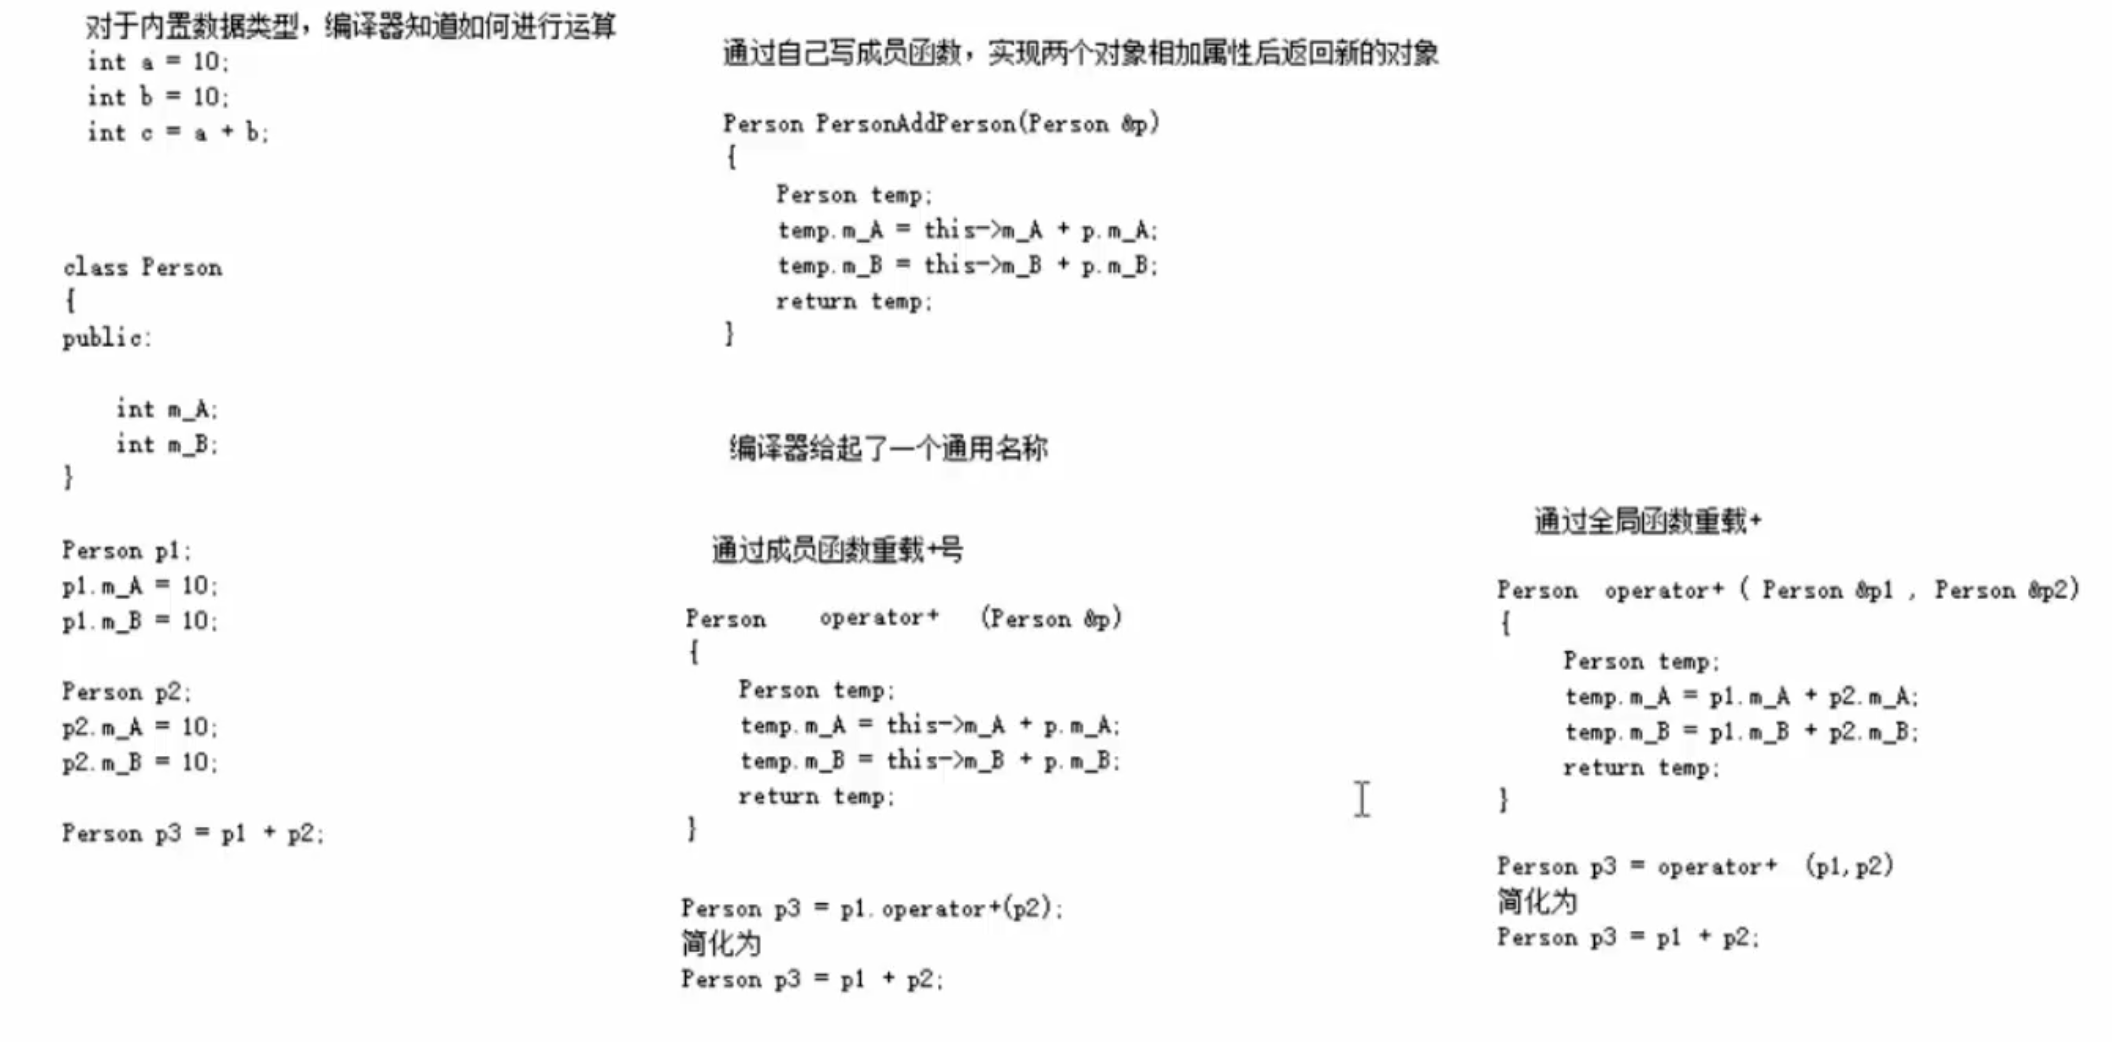 对于内置数据类型，编译器知道如何进行运算
int a = 10;
int b = 10;
int c = a + b;
class Person
{
public:
int m_A;
int m_B;
}
Person p1;
p1.m_A = 10;
p1.m_B = 10;
Person p2;
p2.m_A = 10;
p2.m_B = 10;
Person p3 = p1 + p2;
通过自己写成员函数，实现两个对象相加属性后返回新的对象
Person PersonAddPerson(Person &p)
{
Person temp;
temp.m_A = this->m_A + p.m_A;
temp.m_B = this->m_B + p.m_B;
return temp;
}
编译器给起了一个通用名称
通过成员函数重载+号
Person operator+ (Person &p)
{
Person temp;
temp.m_A = this->m_A + p.m_A;
temp.m_B = this->m_B + p.m_B;
return temp;
}
Person p3 = p1.operator+(p2);
简化为
Person p3 = p1 + p2;
通过全局函数重载+
Person operator+ ( Person &p1 , Person &p2)
{
Person temp;
temp.m_A = p1.m_A + p2.m_A;
temp.m_B = p1.m_B + p2.m_B;
return temp;
}
Person p3 = operator+ (p1,p2)
简化为
Person p3 = p1 + p2;